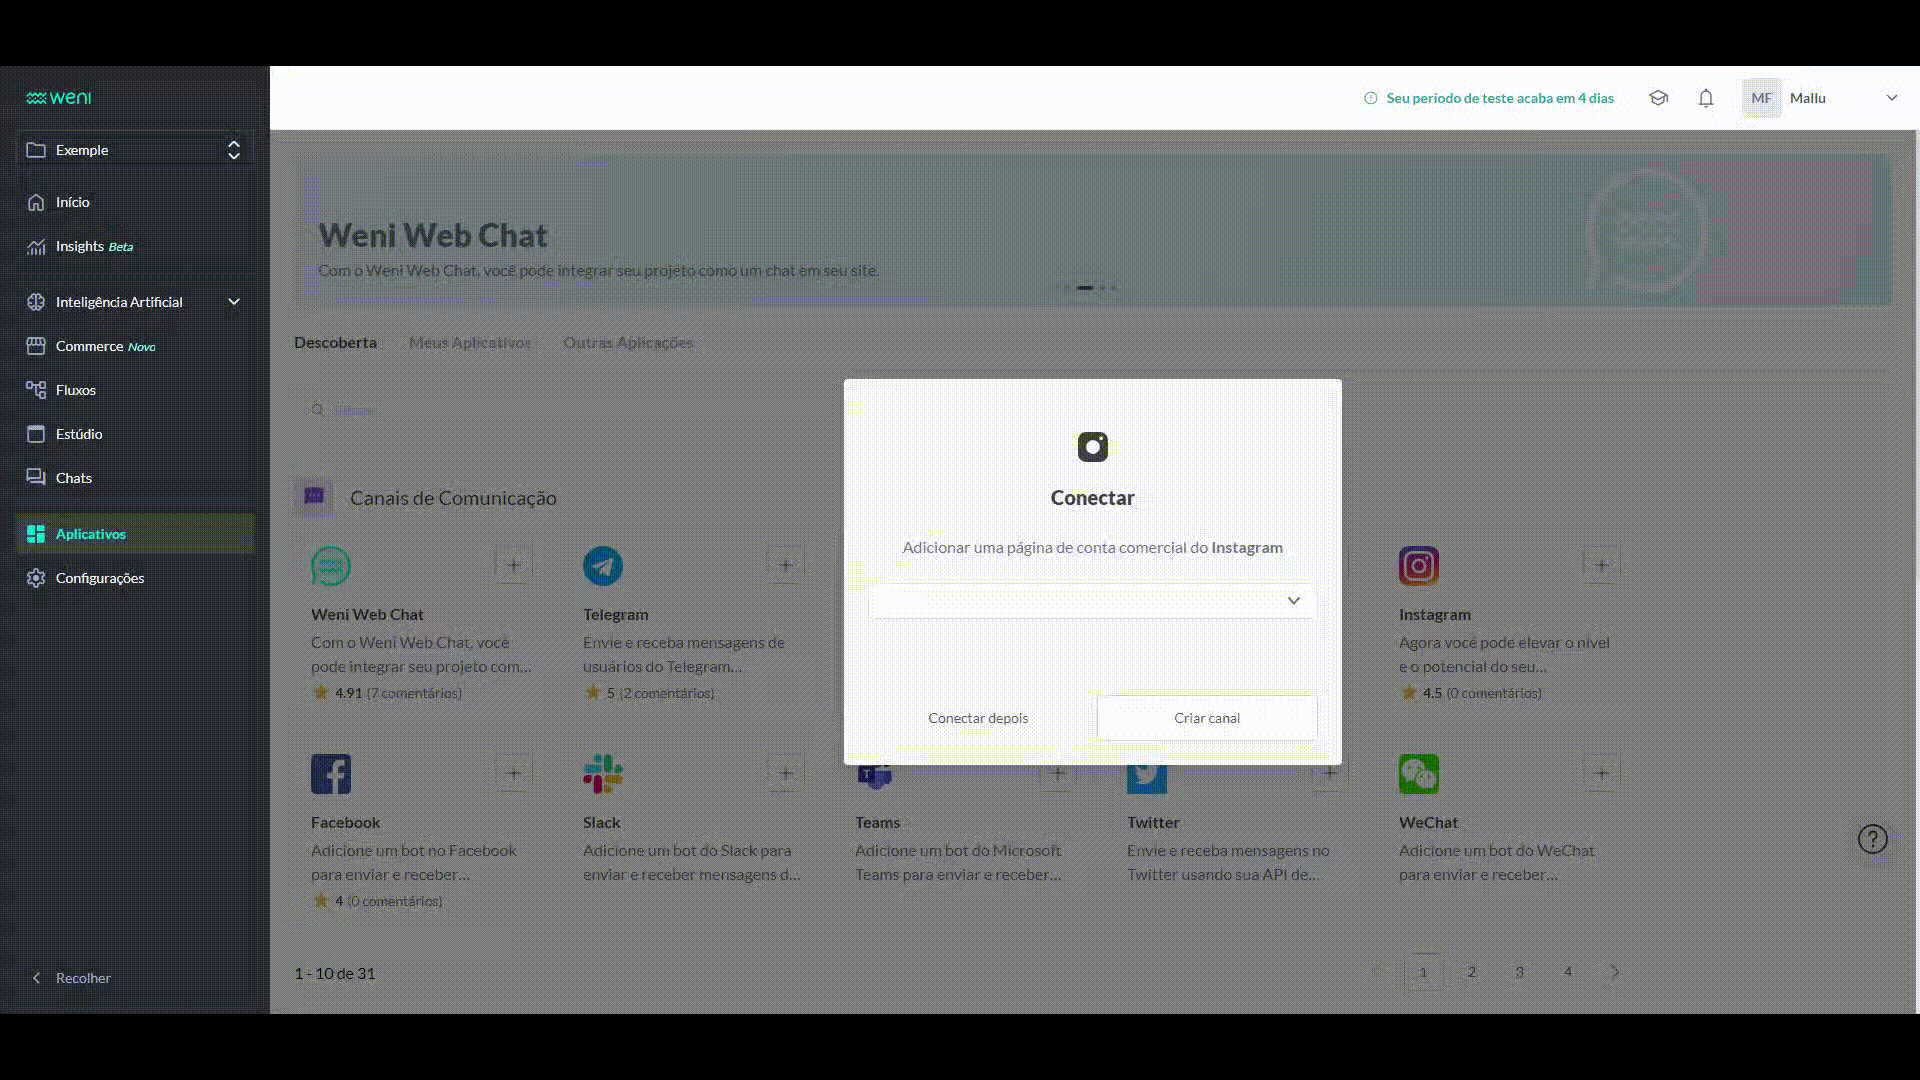 weni
Seu período de teste acaba em 4 dias
MF
Mallu
Exemple
Início
Insights Beta
Inteligência Artificial
Commerce Novo
Fluxos
Estúdio
Chats
Aplicativos
Configurações
Recolher
Weni Web Chat
Com o Weni Web Chat, você pode integrar seu projeto como um chat em seu site.
Descoberta
Meus Aplicativos
Outras Aplicações
Canais de Comunicação
Conectar
Adicionar uma página de conta comercial do Instagram
Conectar depois
Criar canal
Weni Web Chat
Com o Weni Web Chat, você
pode integrar seu projeto com...
4.91 (7 comentários)
Telegram
Envie e receba mensagens de
usuários do Telegram...
5 (2 comentários)
Instagram
Agora você pode elevar o nível
e o potencial do seu...
4.5 (0 comentários)
Facebook
Adicione um bot no Facebook
para enviar e receber...
4 (0 comentários)
Slack
Adicione um bot do Slack para
enviar e receber mensagens d...
Teams
Adicione um bot do Microsoft
Teams para enviar e receber...
Twitter
Envie e receba mensagens no
Twitter usando sua API de...
WeChat
Adicione um bot do WeChat
para enviar e receber...
1 - 10 de 31
1 2 3 4